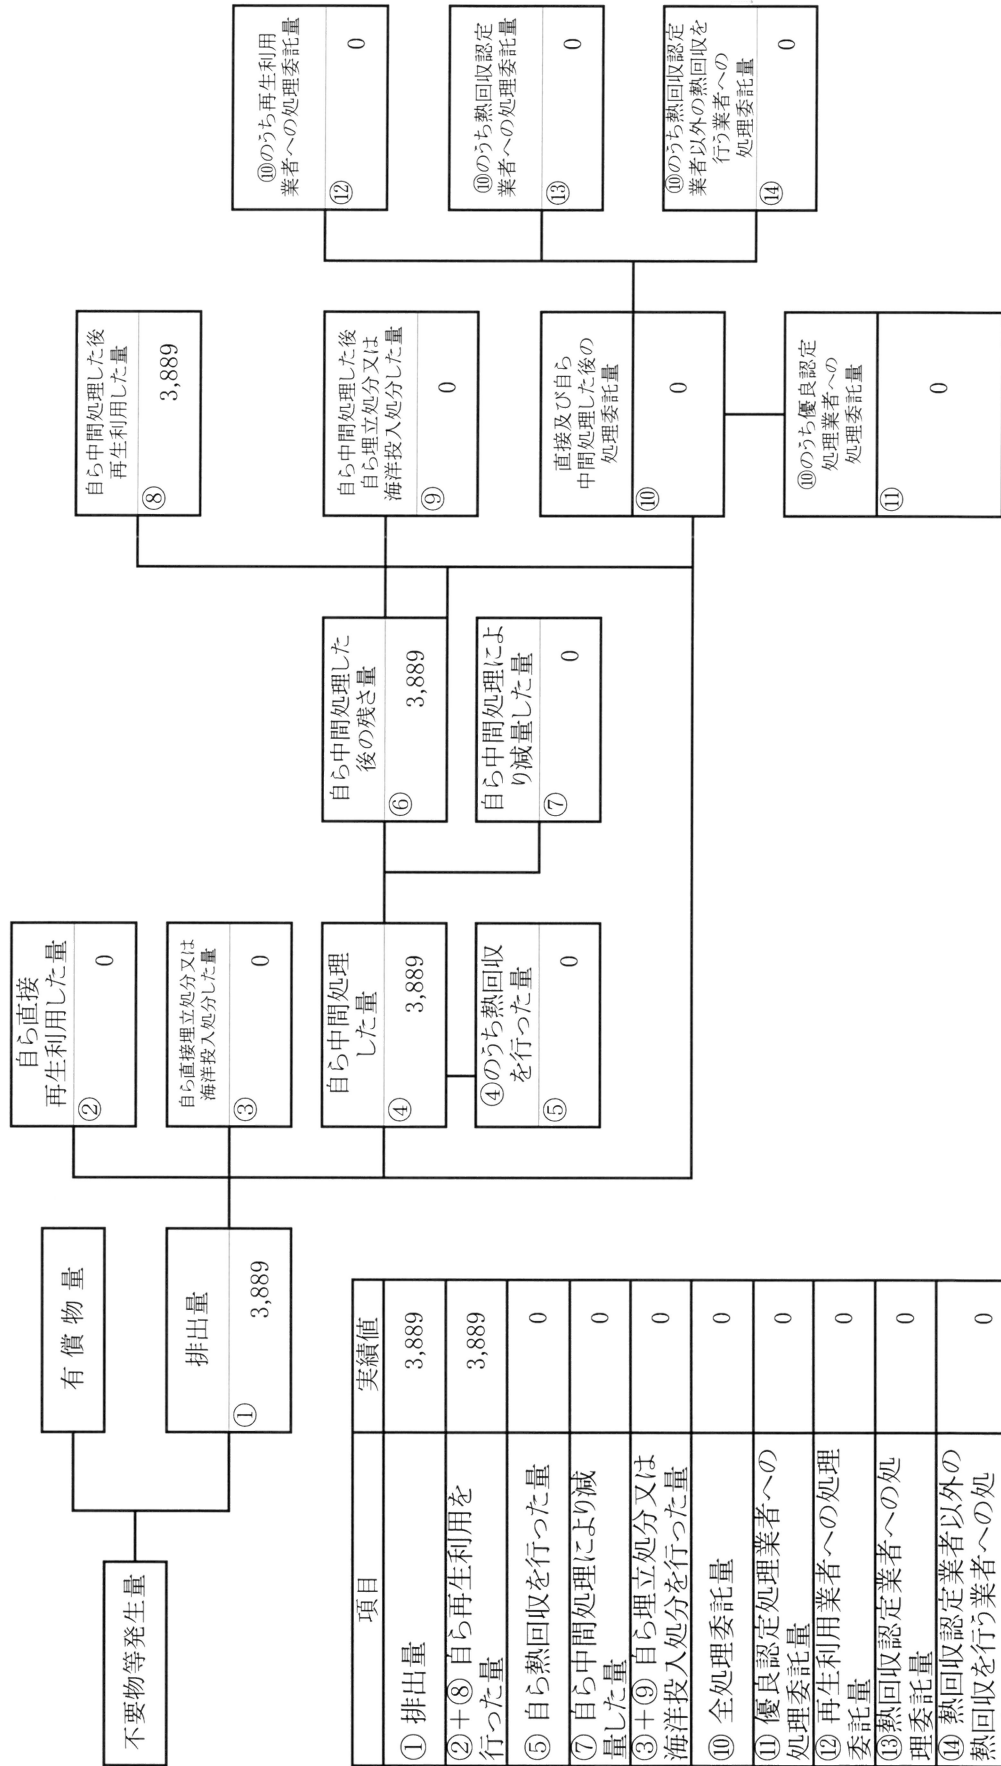 不要物等発生量
有償物量
排出量
① 3,889
自ら直接
再生利用した量
② 0
自ら直接埋立処分又は
海洋投入処分した量
③ 0
自ら中間処理
した量
④ 3,889
④のうち熱回収
を行った量
⑤ 0
自ら中間処理した
後の残さ量
⑥ 3,889
自ら中間処理によ
り減量した量
⑦ 0
自ら中間処理した後
再生利用した量
⑧ 3,889
自ら中間処理した後
自ら埋立処分又は
海洋投入処分した量
⑨ 0
直接及び自ら
中間処理した後の
処理委託量
⑩ 0
⑩のうち優良認定
処理業者への
処理委託量
⑪ 0
⑩のうち再生利用
業者への処理委託量
⑫ 0
⑩のうち熱回収認定
業者への処理委託量
⑬ 0
⑩のうち熱回収認定
業者以外の熱回収を
行う業者への
処理委託量
⑭ 0
項目 実績値
① 排出量 3,889
②+⑧ 自ら再生利用を
行った量 3,889
⑤ 自ら熱回収を行った量 0
⑦ 自ら中間処理により減
量した量 0
③+⑨ 自ら埋立処分又は
海洋投入処分を行った量 0
⑩ 全処理委託量 0
⑪ 優良認定処理業者への
処理委託量 0
⑫ 再生利用業者への処理
委託量 0
⑬熱回収認定業者への処
理委託量 0
⑭ 熱回収認定業者以外の
熱回収を行う業者への処 0